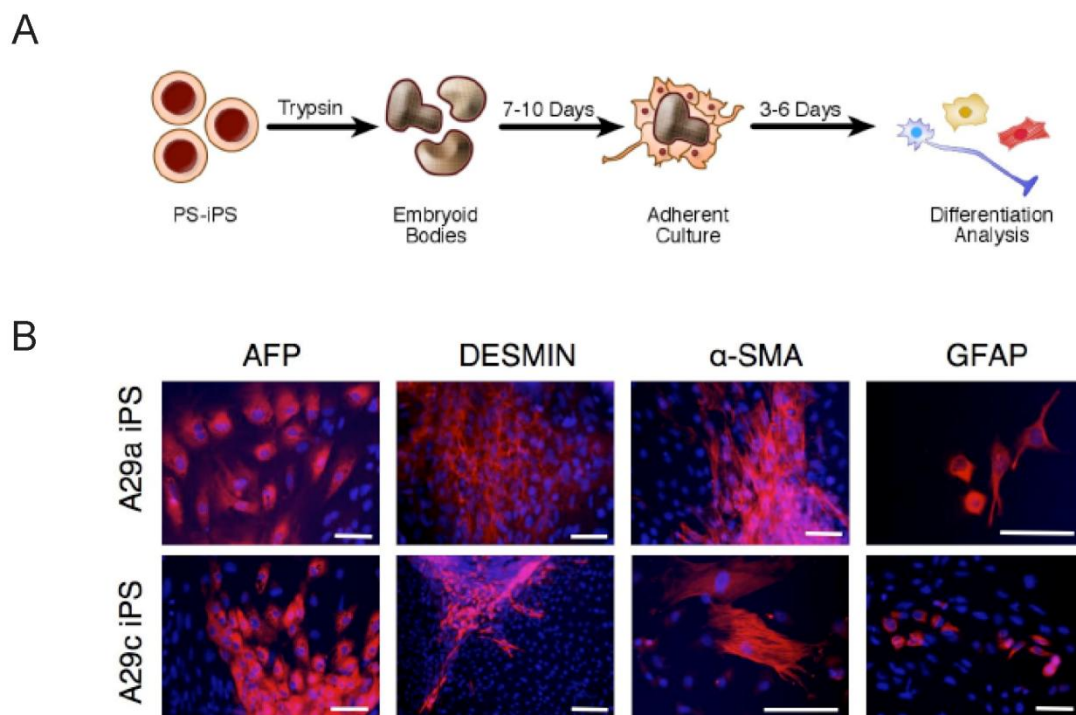 A
Trypsin
7-10 Days
3-6 Days
PS-iPS
Embryoid
Bodies
Adherent
Culture
Differentiation
Analysis
B
AFP
DESMIN
α-SMA
GFAP
A29a iPS
A29c iPS